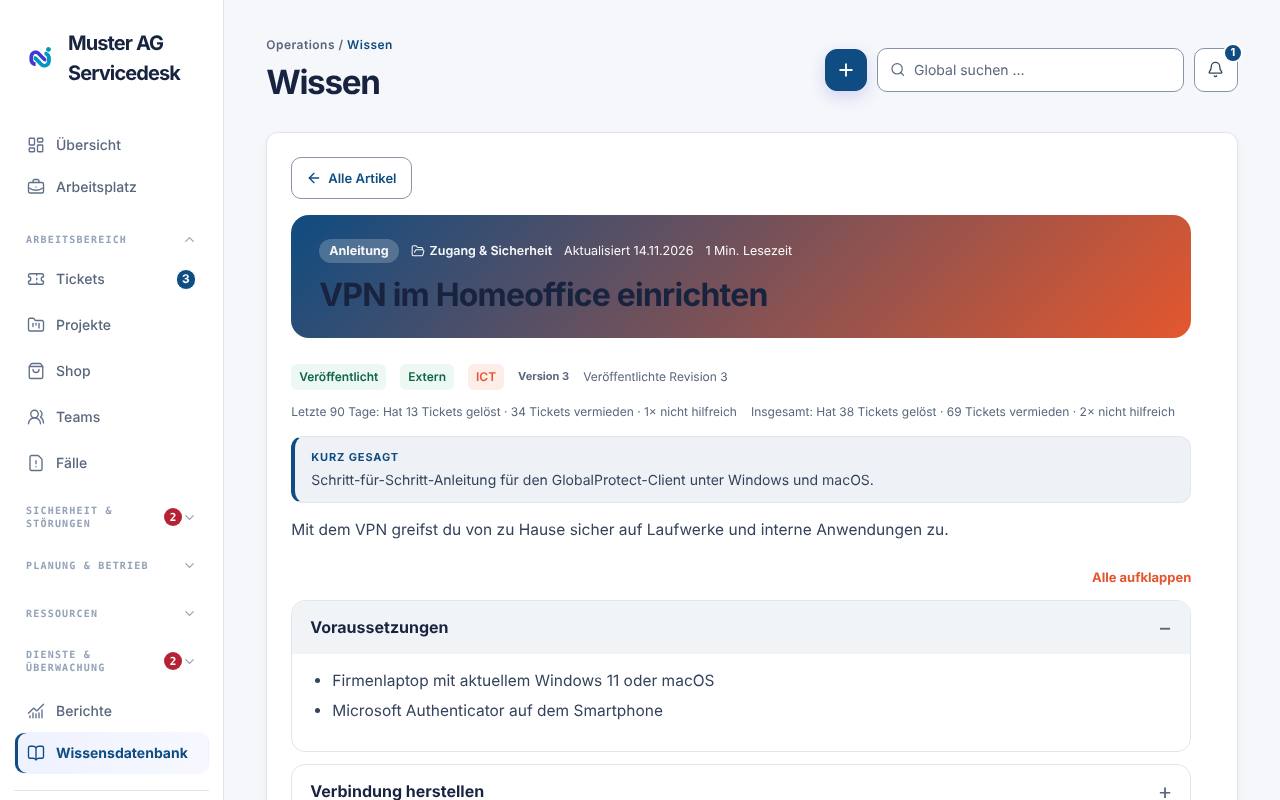 Muster AG
Servicedesk
Übersicht
Arbeitsplatz
ARBEITSBEREICH
Tickets 3
Projekte
Shop
Teams
Fälle
SICHERHEIT &
STÖRUNGEN 2
PLANUNG & BETRIEB
RESSOURCEN
DIENSTE &
ÜBERWACHUNG 2
Berichte
Wissensdatenbank
Operations / Wissen
Wissen
+ Global suchen ... 1
← Alle Artikel
Anleitung Zugang & Sicherheit Aktualisiert 14.11.2026 1 Min. Lesezeit
VPN im Homeoffice einrichten
Veröffentlicht Extern ICT Version 3 Veröffentlichte Revision 3
Letzte 90 Tage: Hat 13 Tickets gelöst · 34 Tickets vermieden · 1× nicht hilfreich Insgesamt: Hat 38 Tickets gelöst · 69 Tickets vermieden · 2× nicht hilfreich
KURZ GESAGT
Schritt-für-Schritt-Anleitung für den GlobalProtect-Client unter Windows und macOS.
Mit dem VPN greifst du von zu Hause sicher auf Laufwerke und interne Anwendungen zu.
Alle aufklappen
Voraussetzungen −
• Firmenlaptop mit aktuellem Windows 11 oder macOS
• Microsoft Authenticator auf dem Smartphone
Verbindung herstellen +